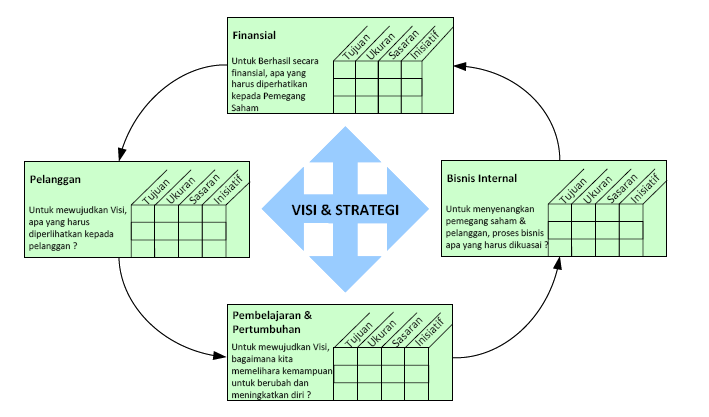 Finansial
Untuk Berhasil secara
finansial, apa yang
harus diperhatikan
kepada Pemegang
Saham
Tujuan
Ukuran
Sasaran
Inisiatif
Pelanggan
Untuk mewujudkan Visi,
apa yang harus
diperlihatkan kepada
pelanggan ?
Tujuan
Ukuran
Sasaran
Inisiatif
VISI & STRATEGI
Bisnis Internal
Untuk menyenangkan
pemegang saham &
pelanggan, proses bisnis
apa yang harus dikuasai ?
Tujuan
Ukuran
Sasaran
Inisiatif
Pembelajaran &
Pertumbuhan
Untuk mewujudkan Visi,
bagaimana kita
memelihara kemampuan
untuk berubah dan
meningkatkan diri ?
Tujuan
Ukuran
Sasaran
Inisiatif